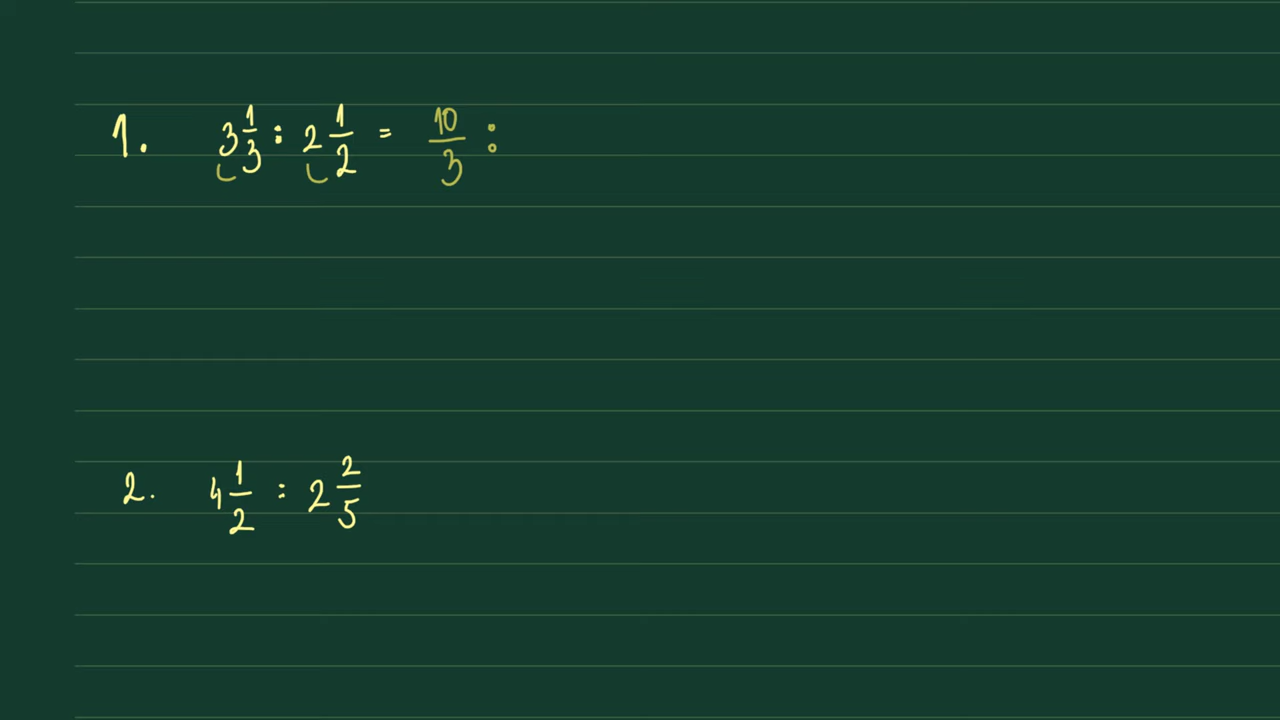 1. 3 1/3 : 2 1/2 = 10/3 :
2. 4 1/2 : 2 2/5